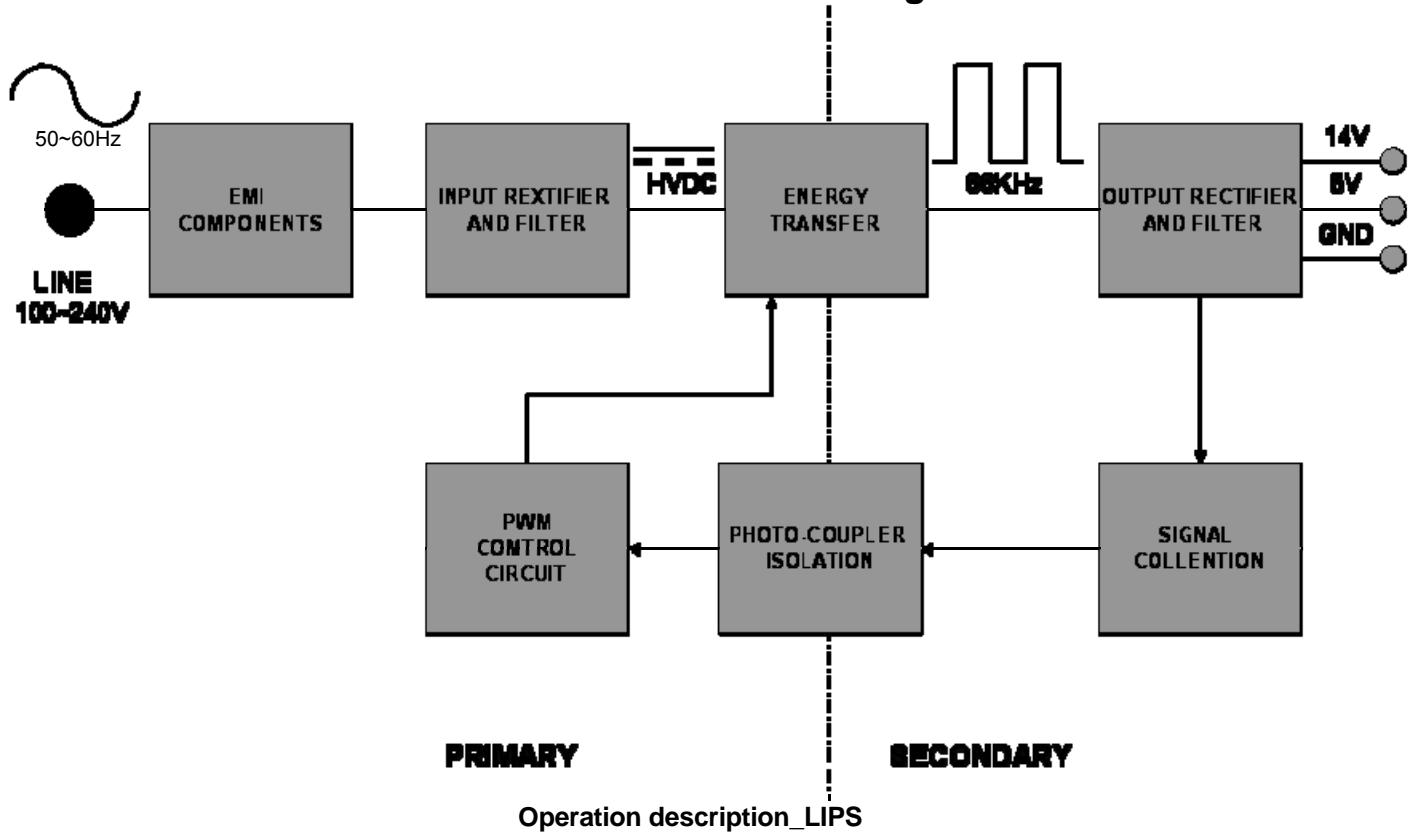 g
50~60Hz
LINE
100~240V
EMI
COMPONENTS
INPUT REXTIFIER
AND FILTER
HVDC
ENERGY
TRANSFER
OUTPUT RECTIFIER
AND FILTER
14V
GND
PWM
COMTROL
CIRCUIT
PHOTO-COUPLER
ISOLATION
SIGNAL
COLLENTION
PRIMARY
SECONDARY
Operation description_LIPS